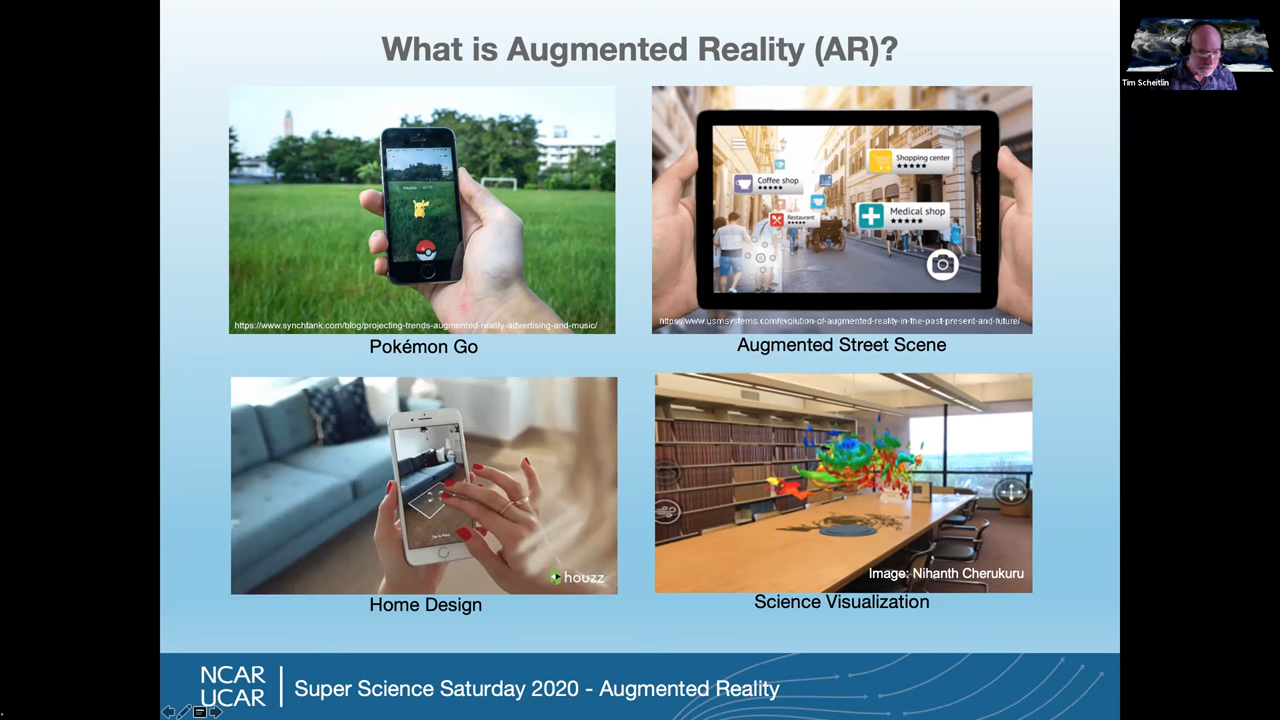 What is Augmented Reality (AR)?
Tim Scheitlin
https://www.synchtank.com/blog/projecting-trends-augmented-reality-advertising-and-music/
Pokémon Go
Shopping center
Coffee shop
Restaurant
Medical shop
https://www.usmsystems.com/evolution-of-augmented-reality-in-the-past-present-and-future/
Augmented Street Scene
houzz
Home Design
Image: Nihanth Cherukuru
Science Visualization
NCAR
UCAR
Super Science Saturday 2020 - Augmented Reality